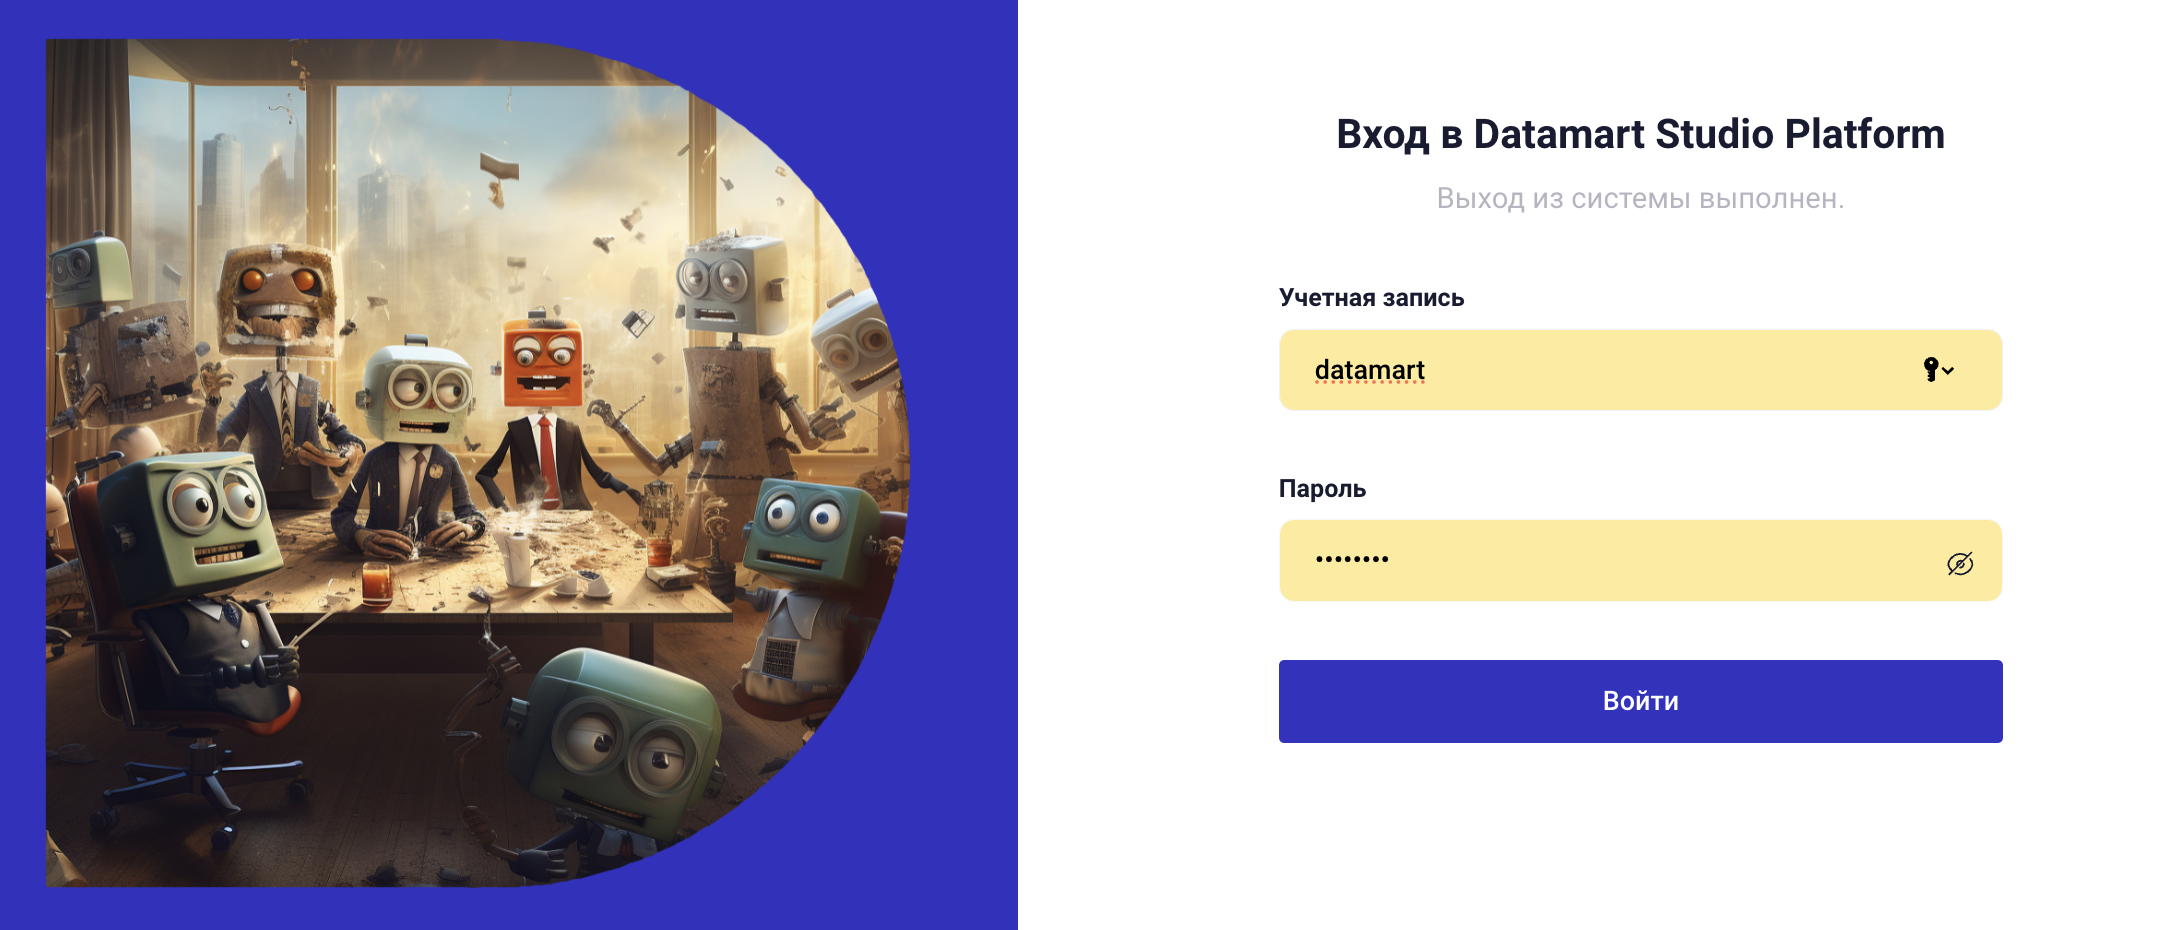 Вход в Datamart Studio Platform
Выход из системы выполнен.
Учетная запись
datamart
Пароль
••••••••
Войти